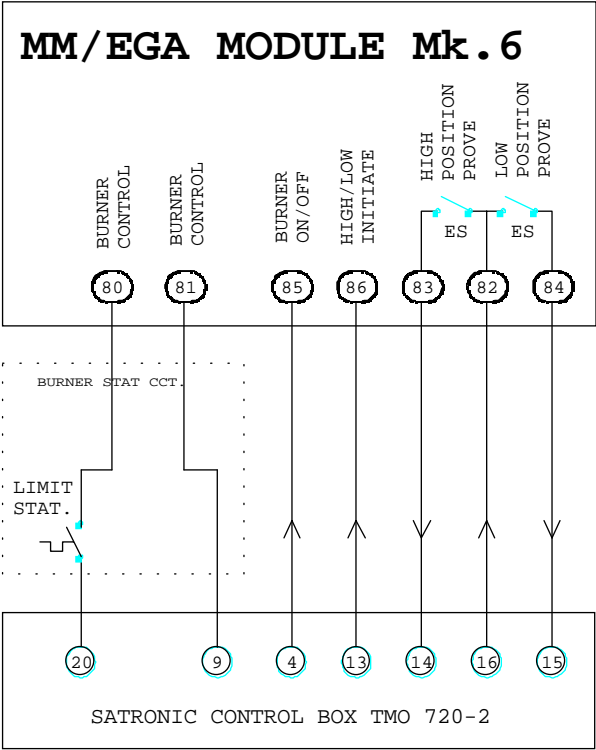 MM/EGA MODULE Mk.6
BURNER
CONTROL
BURNER
CONTROL
BURNER
ON/OFF
HIGH/LOW
INITIATE
HIGH
POSITION
PROVE
LOW
POSITION
PROVE
ES
ES
80
81
85
86
83
82
84
BURNER STAT CCT.
LIMIT
STAT.
20
9
4
13
14
16
15
SATRONIC CONTROL BOX TMO 720-2